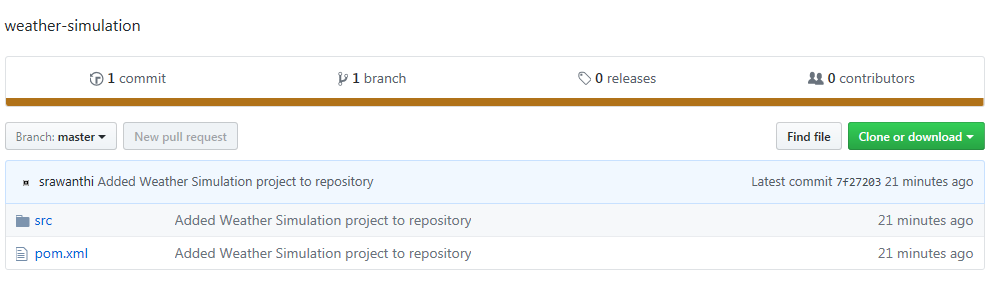 weather-simulation
1 commit 1 branch 0 releases 0 contributors
Branch: master New pull request Find file Clone or download
srawanthi Added Weather Simulation project to repository Latest commit 7f27203 21 minutes ago
src Added Weather Simulation project to repository 21 minutes ago
pom.xml Added Weather Simulation project to repository 21 minutes ago